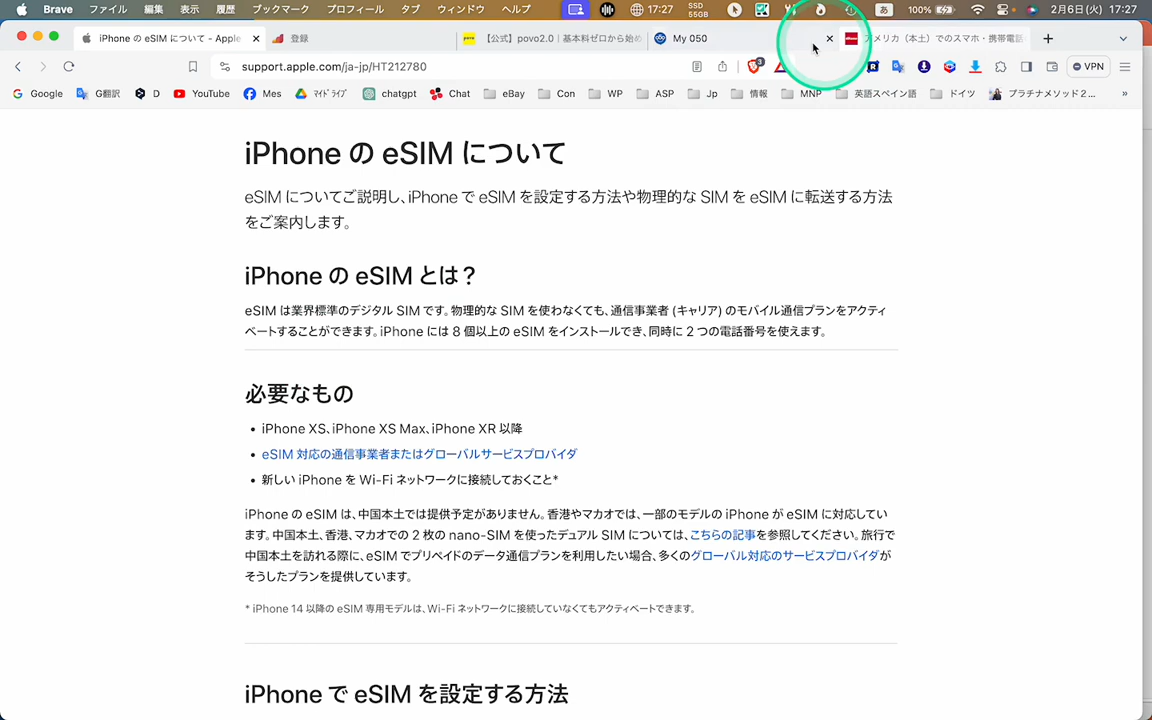 Brave ファイル 編集 表示 履歴 ブックマーク プロフィール タブ ウィンドウ ヘルプ 17:27 SSD 55GB あ 100% 2月6日(火) 17:27
iPhone の eSIM について - Apple 登録 povo 【公式】povo2.0｜基本料ゼロから始め My 050 アメリカ（本土）でのスマホ・携帯電話
support.apple.com/ja-jp/HT212780 3 VPN
Google G翻訳 D YouTube Mes マイドライブ chatgpt Chat eBay Con WP ASP Jp 情報 MNP 英語スペイン語 ドイツ プラチナメソッド２... »
iPhone の eSIM について
eSIM についてご説明し、iPhone で eSIM を設定する方法や物理的な SIM を eSIM に転送する方法
をご案内します。
iPhone の eSIM とは？
eSIM は業界標準のデジタル SIM です。物理的な SIM を使わなくても、通信事業者 (キャリア) のモバイル通信プランをアクティ
ベートすることができます。iPhone には 8 個以上の eSIM をインストールでき、同時に 2 つの電話番号を使えます。
必要なもの
• iPhone XS、iPhone XS Max、iPhone XR 以降
• eSIM 対応の通信事業者またはグローバルサービスプロバイダ
• 新しい iPhone を Wi-Fi ネットワークに接続しておくこと*
iPhone の eSIM は、中国本土では提供予定がありません。香港やマカオでは、一部のモデルの iPhone が eSIM に対応してい
ます。中国本土、香港、マカオでの 2 枚の nano-SIM を使ったデュアル SIM については、こちらの記事を参照してください。旅行で
中国本土を訪れる際に、eSIM でプリペイドのデータ通信プランを利用したい場合、多くのグローバル対応のサービスプロバイダが
そうしたプランを提供しています。
* iPhone 14 以降の eSIM 専用モデルは、Wi-Fi ネットワークに接続していなくてもアクティベートできます。
iPhone で eSIM を設定する方法